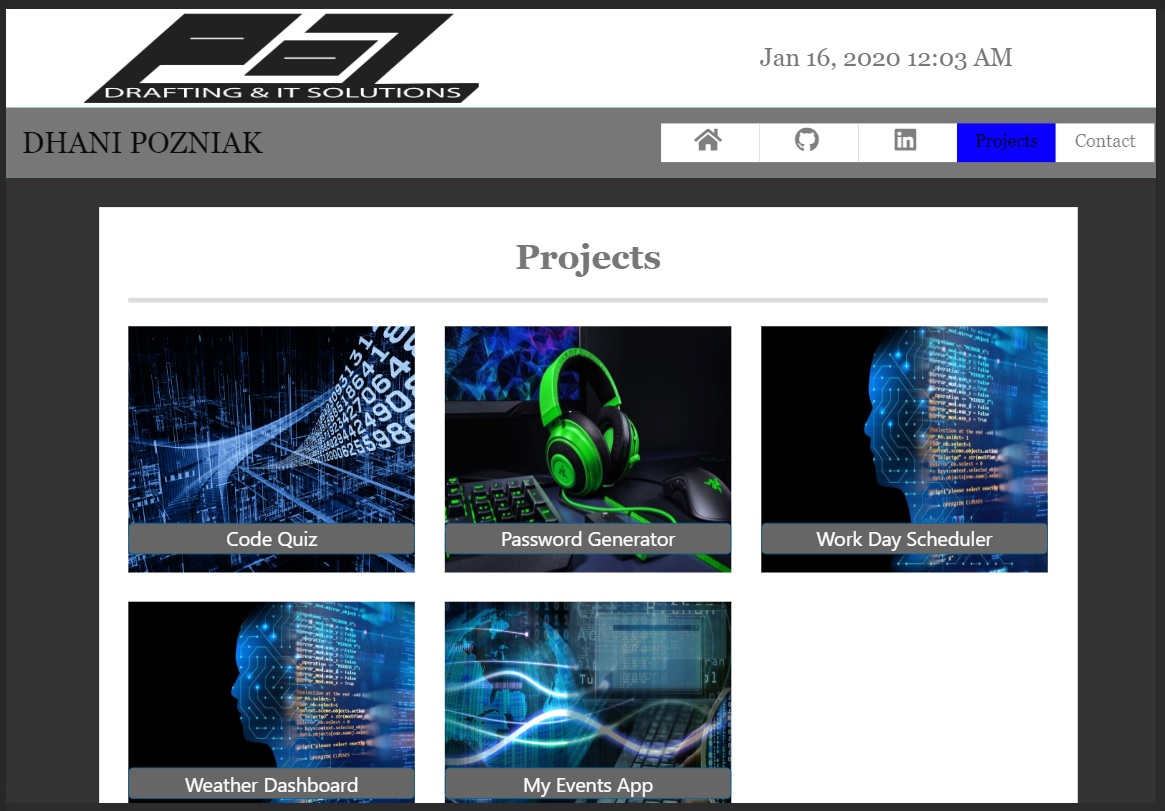 POZ
DRAFTING & IT SOLUTIONS
Jan 16, 2020 12:03 AM
DHANI POZNIAK
Projects
Contact
Projects
Code Quiz
Password Generator
Work Day Scheduler
Weather Dashboard
My Events App